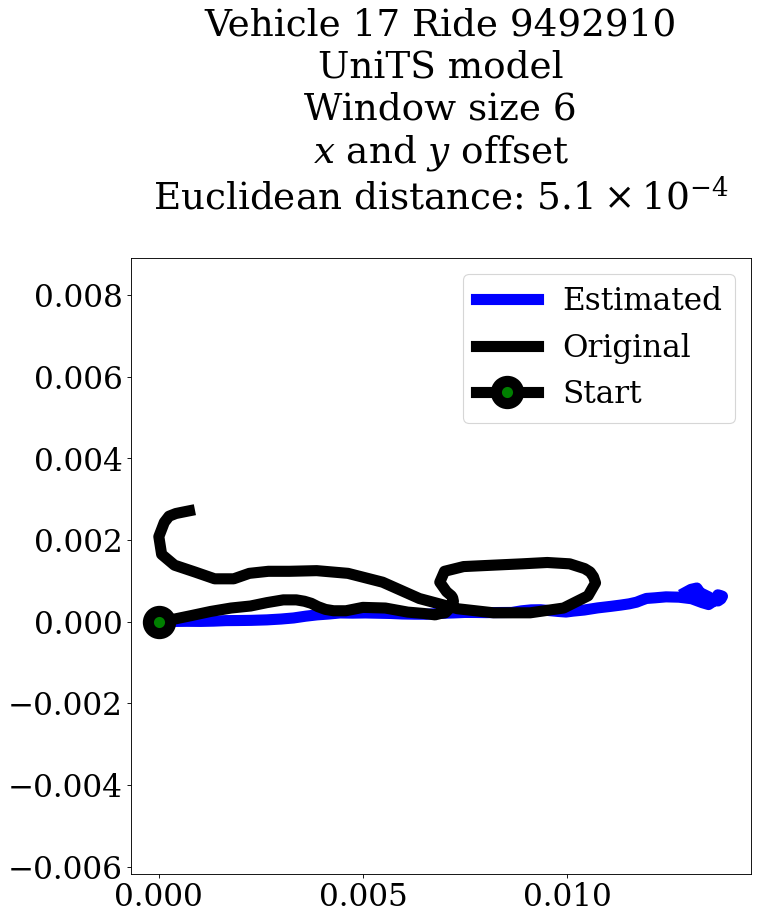 Vehicle 17 Ride 9492910
UniTS model
Window size 6
x and y offset
Euclidean distance: 5.1 × 10⁻⁴
Estimated
Original
Start
0.008
0.006
0.004
0.002
0.000
−0.002
−0.004
−0.006
0.000 0.005 0.010